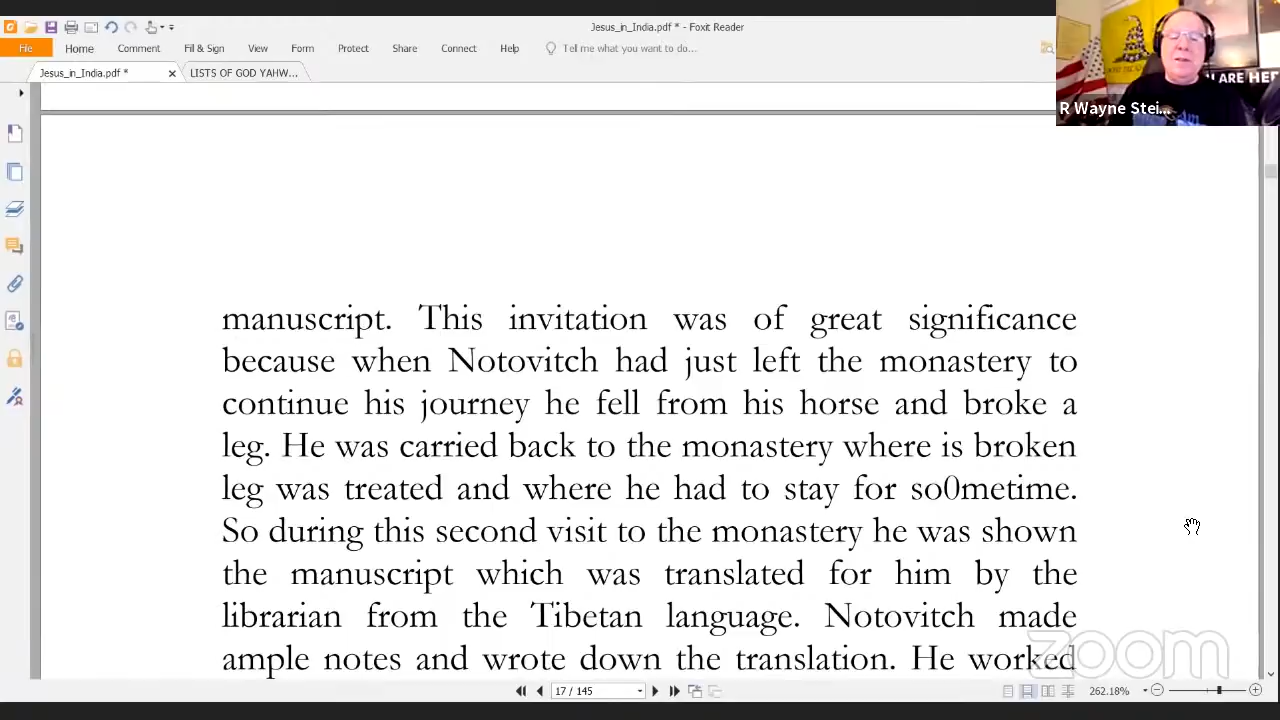 Jesus_in_India.pdf * - Foxit Reader
File Home Comment Fill & Sign View Form Protect Share Connect Help Tell me what you want to do...
Jesus_in_India.pdf * LISTS OF GOD YAHW...
U ARE HER
R Wayne Stei...
manuscript. This invitation was of great significance
because when Notovitch had just left the monastery to
continue his journey he fell from his horse and broke a
leg. He was carried back to the monastery where is broken
leg was treated and where he had to stay for so0metime.
So during this second visit to the monastery he was shown
the manuscript which was translated for him by the
librarian from the Tibetan language. Notovitch made
ample notes and wrote down the translation. He worked
zoom
17 / 145 262.18%